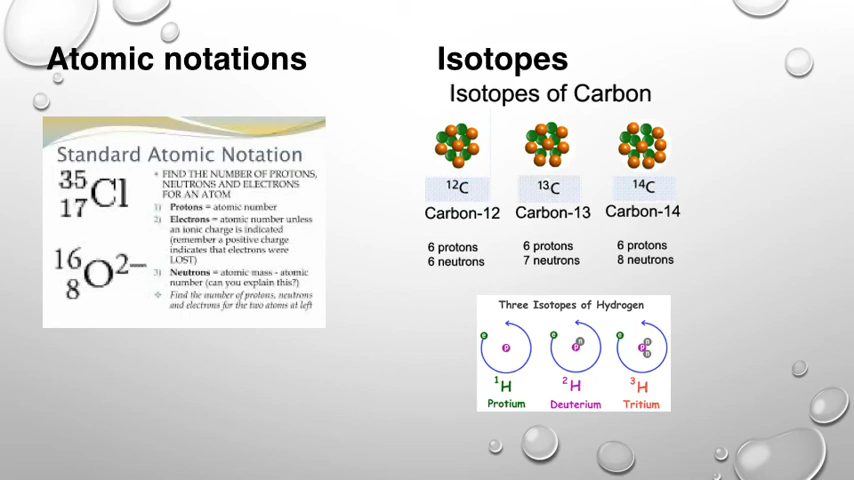 Atomic notations
Standard Atomic Notation
35
17 Cl
16
8 O 2−
• FIND THE NUMBER OF PROTONS,
NEUTRONS AND ELECTRONS
FOR AN ATOM
1) Protons = atomic number
2) Electrons = atomic number unless
an ionic charge is indicated
(remember a positive charge
indicates that electrons were
LOST)
3) Neutrons = atomic mass - atomic
number (can you explain this?)
❖ Find the number of protons, neutrons
and electrons for the two atoms at left
Isotopes
Isotopes of Carbon
¹²C ¹³C ¹⁴C
Carbon-12 Carbon-13 Carbon-14
6 protons 6 protons 6 protons
6 neutrons 7 neutrons 8 neutrons
Three Isotopes of Hydrogen
e e e
p p n p n n
¹H ²H ³H
Protium Deuterium Tritium